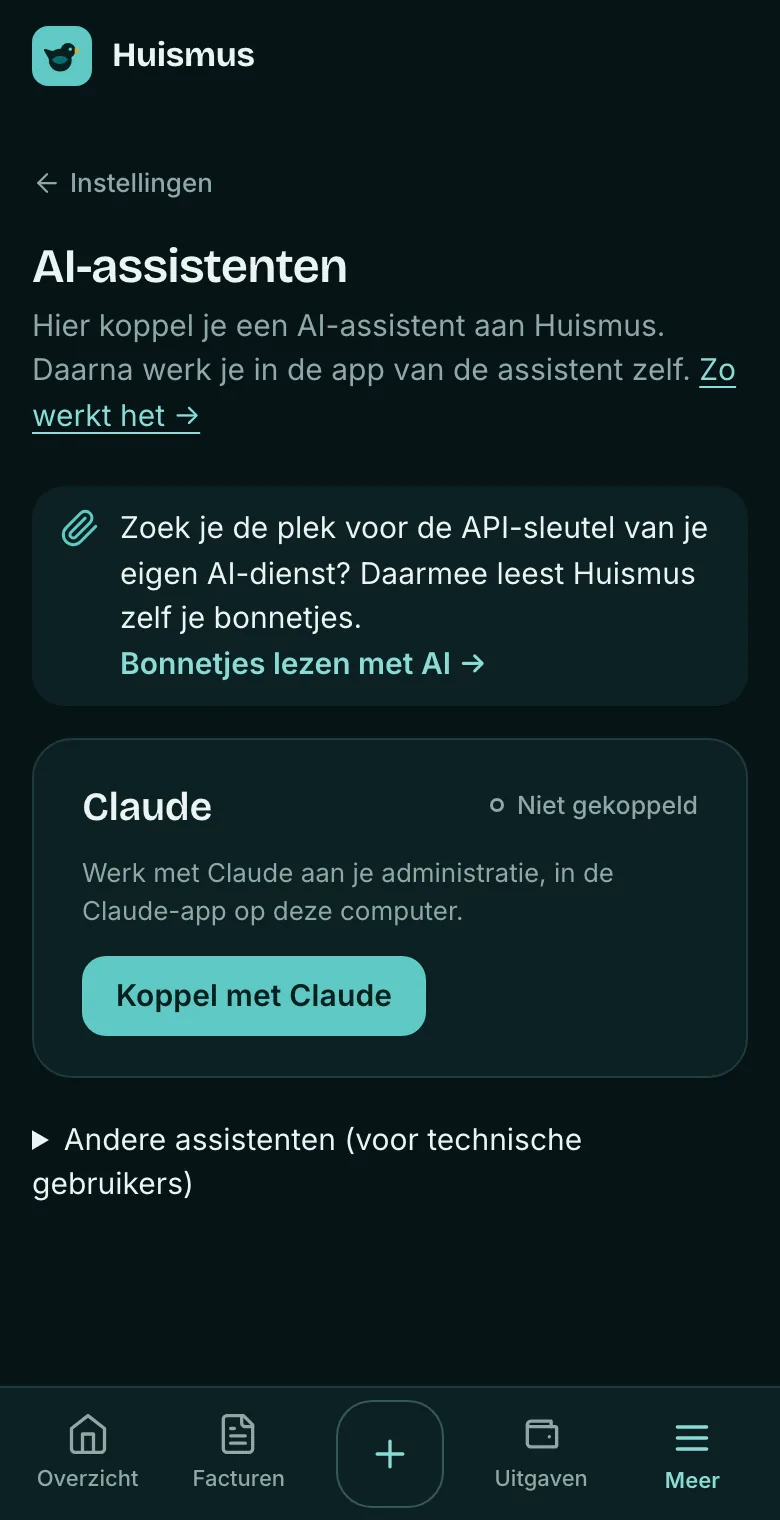 Huismus
← Instellingen
AI-assistenten
Hier koppel je een AI-assistent aan Huismus.
Daarna werk je in de app van de assistent zelf. Zo
werkt het →
Zoek je de plek voor de API-sleutel van je
eigen AI-dienst? Daarmee leest Huismus
zelf je bonnetjes.
Bonnetjes lezen met AI →
Claude
Niet gekoppeld
Werk met Claude aan je administratie, in de
Claude-app op deze computer.
Koppel met Claude
Andere assistenten (voor technische
gebruikers)
Overzicht
Facturen
Uitgaven
Meer